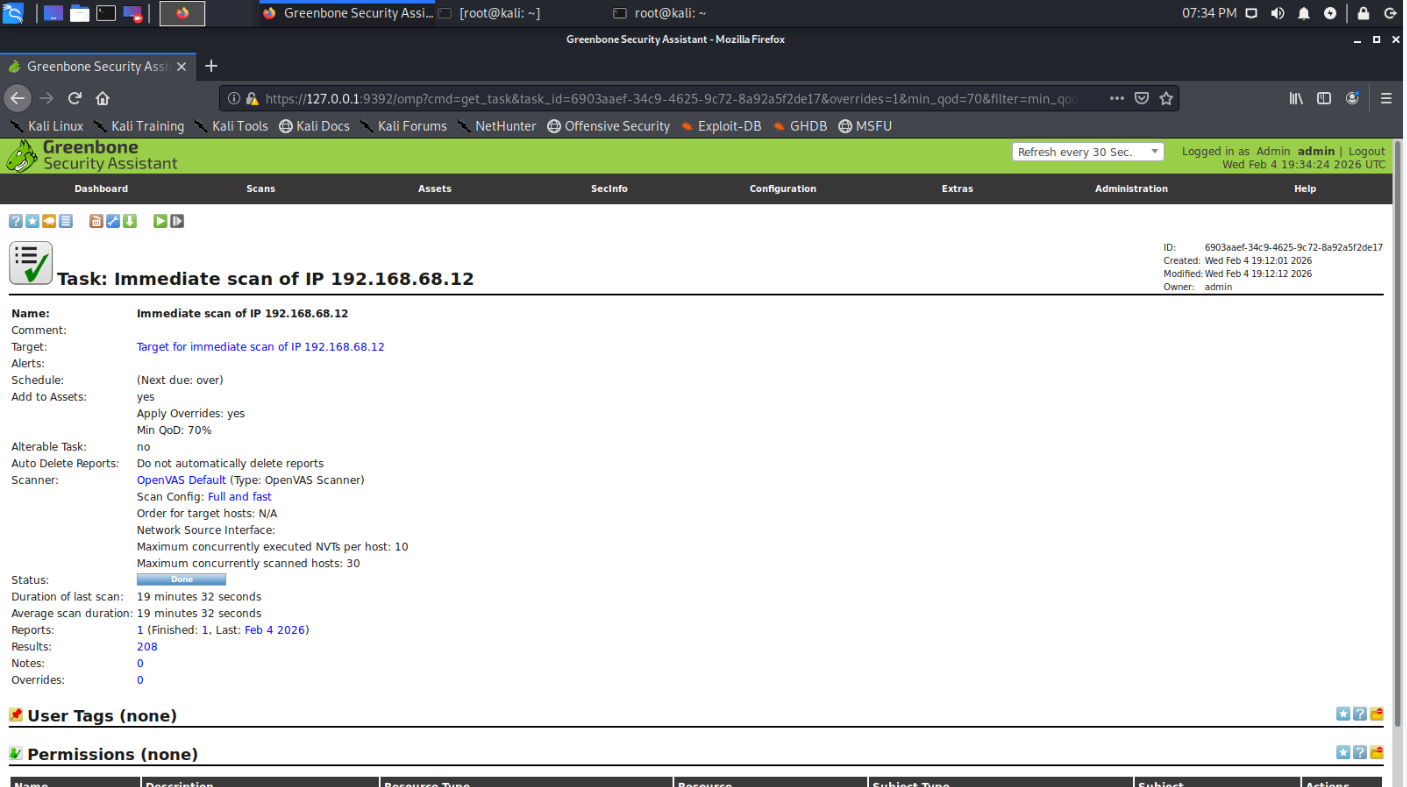 Greenbone Security Assi... [root@kali: ~] root@kali: ~ 07:34 PM
Greenbone Security Assistant - Mozilla Firefox
Greenbone Security Assi
https://127.0.0.1:9392/omp?cmd=get_task&task_id=6903aaef-34c9-4625-9c72-8a92a5f2de17&overrides=1&min_qod=70&filter=min_qoc
Kali Linux Kali Training Kali Tools Kali Docs Kali Forums NetHunter Offensive Security Exploit-DB GHDB MSFU
Greenbone
Security Assistant
Refresh every 30 Sec.
Logged in as Admin admin | Logout
Wed Feb 4 19:34:24 2026 UTC
Dashboard Scans Assets SecInfo Configuration Extras Administration Help
Task: Immediate scan of IP 192.168.68.12
ID: 6903aaef-34c9-4625-9c72-8a92a5f2de17
Created: Wed Feb 4 19:12:01 2026
Modified: Wed Feb 4 19:12:12 2026
Owner: admin
Name: Immediate scan of IP 192.168.68.12
Comment:
Target: Target for immediate scan of IP 192.168.68.12
Alerts:
Schedule: (Next due: over)
Add to Assets: yes
Apply Overrides: yes
Min QoD: 70%
Alterable Task: no
Auto Delete Reports: Do not automatically delete reports
Scanner: OpenVAS Default (Type: OpenVAS Scanner)
Scan Config: Full and fast
Order for target hosts: N/A
Network Source Interface:
Maximum concurrently executed NVTs per host: 10
Maximum concurrently scanned hosts: 30
Status: Done
Duration of last scan: 19 minutes 32 seconds
Average scan duration: 19 minutes 32 seconds
Reports: 1 (Finished: 1, Last: Feb 4 2026)
Results: 208
Notes: 0
Overrides: 0
User Tags (none)
Permissions (none)
Name Description Resource Type Resource Subject Type Subject Actions